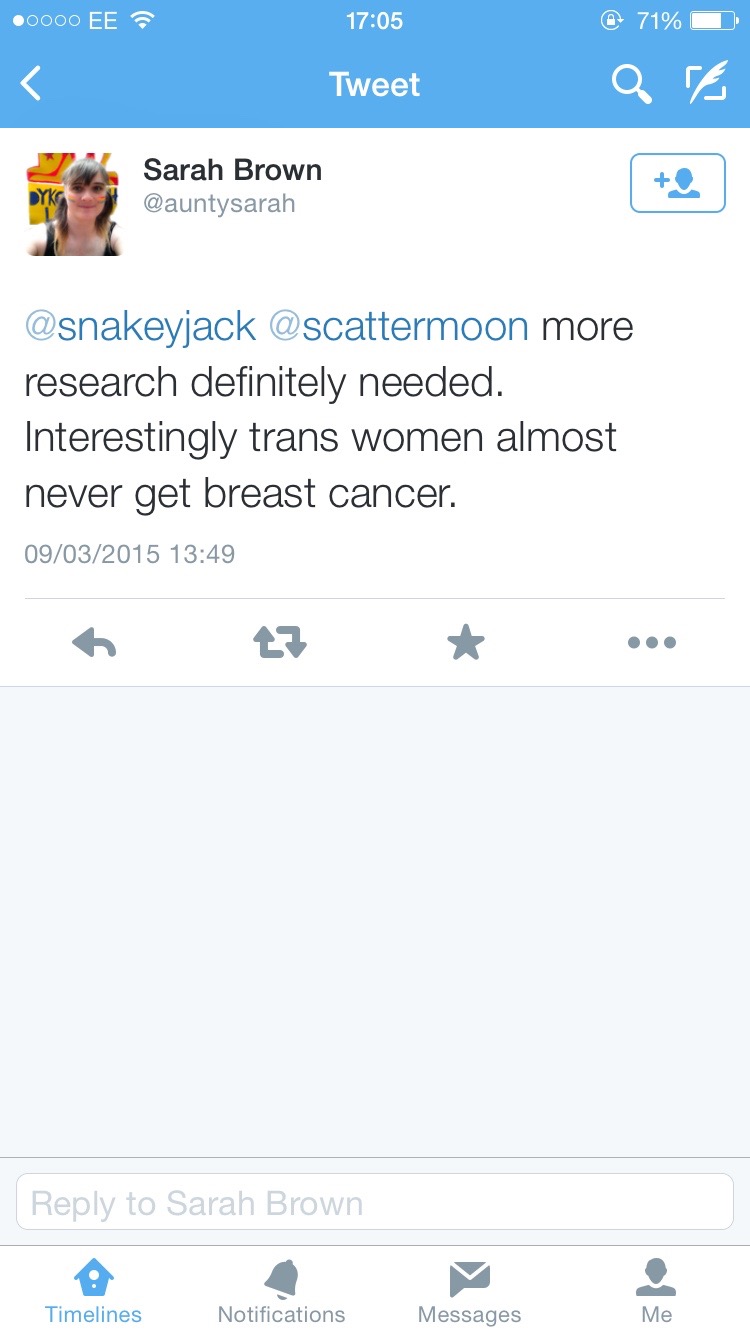 EE 17:05 71%
Tweet
Sarah Brown
@auntysarah
@snakeyjack @scattermoon more
research definitely needed.
Interestingly trans women almost
never get breast cancer.
09/03/2015 13:49
Reply to Sarah Brown
Timelines Notifications Messages Me